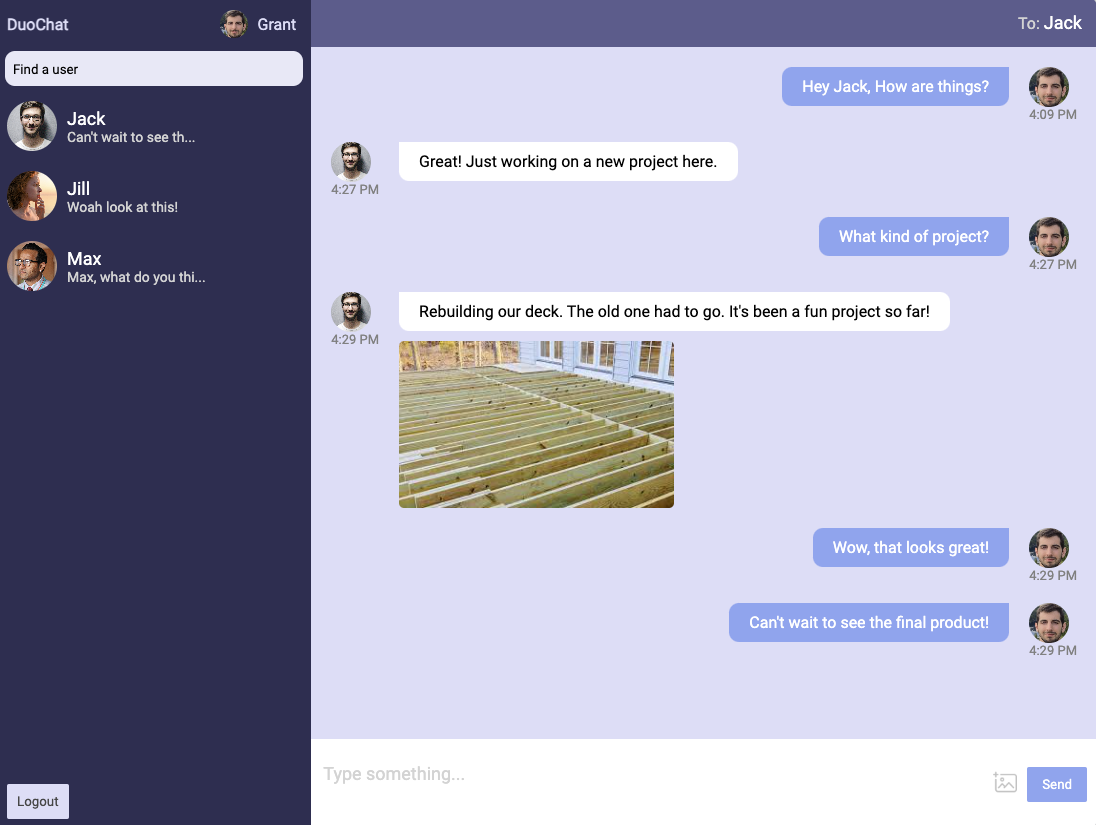 DuoChat
Grant
Find a user
Jack
Can't wait to see th...
Jill
Woah look at this!
Max
Max, what do you thi...
Logout
To: Jack
Hey Jack, How are things?
4:09 PM
Great! Just working on a new project here.
4:27 PM
What kind of project?
4:27 PM
Rebuilding our deck. The old one had to go. It's been a fun project so far!
4:29 PM
Wow, that looks great!
4:29 PM
Can't wait to see the final product!
4:29 PM
Type something...
Send